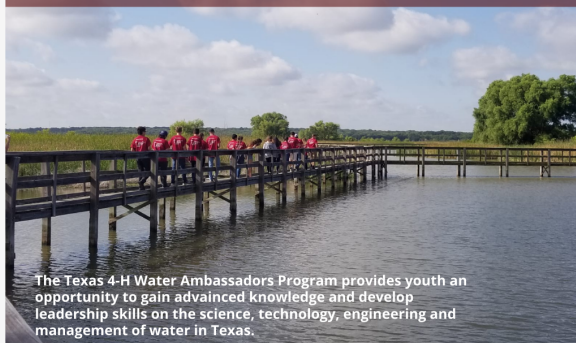 The Texas 4-H Water Ambassadors Program provides youth an
opportunity to gain advainced knowledge and develop
leadership skills on the science, technology, engineering and
management of water in Texas.